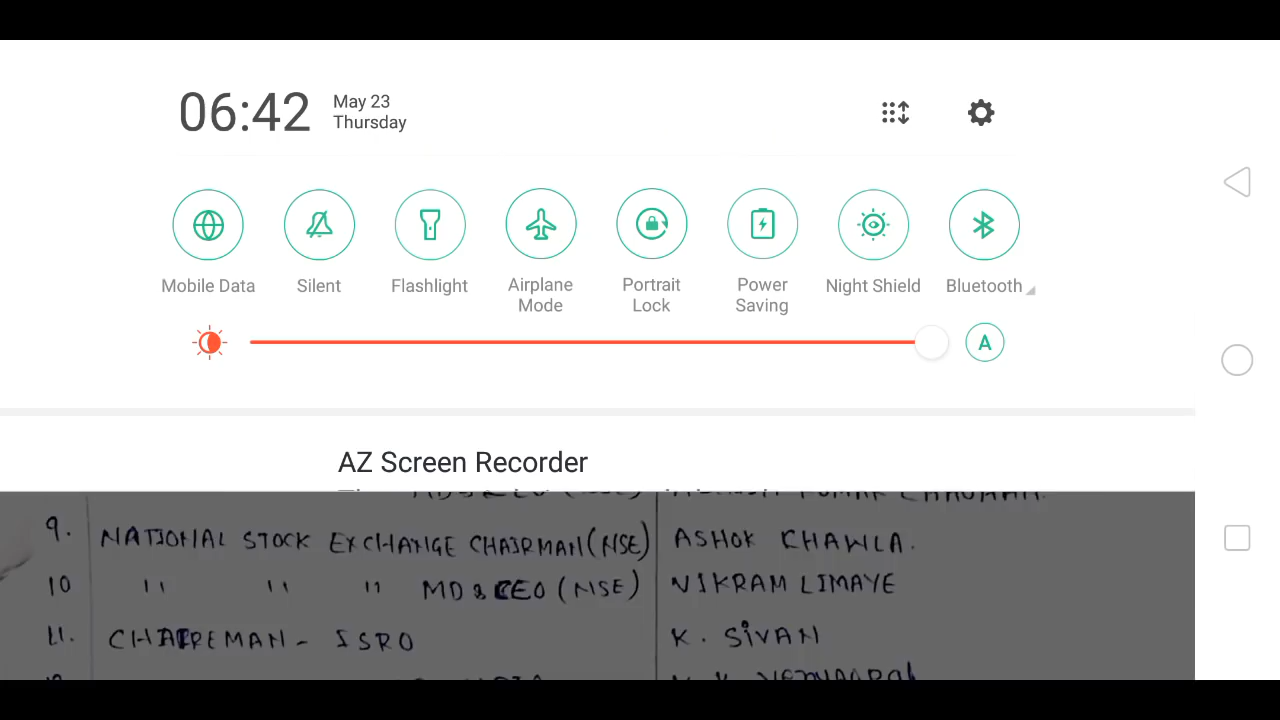 06:42
May 23
Thursday
Mobile Data
Silent
Flashlight
Airplane
Mode
Portrait
Lock
Power
Saving
Night Shield
Bluetooth
A
AZ Screen Recorder
9. NATIONAL STOCK EXCHANGE CHAIRMAN (NSE) ASHOK CHAWLA.
10 " " " MD & CEO (NSE) VIKRAM LIMAYE
11. CHAIREMAN - ISRO K. SiVAN